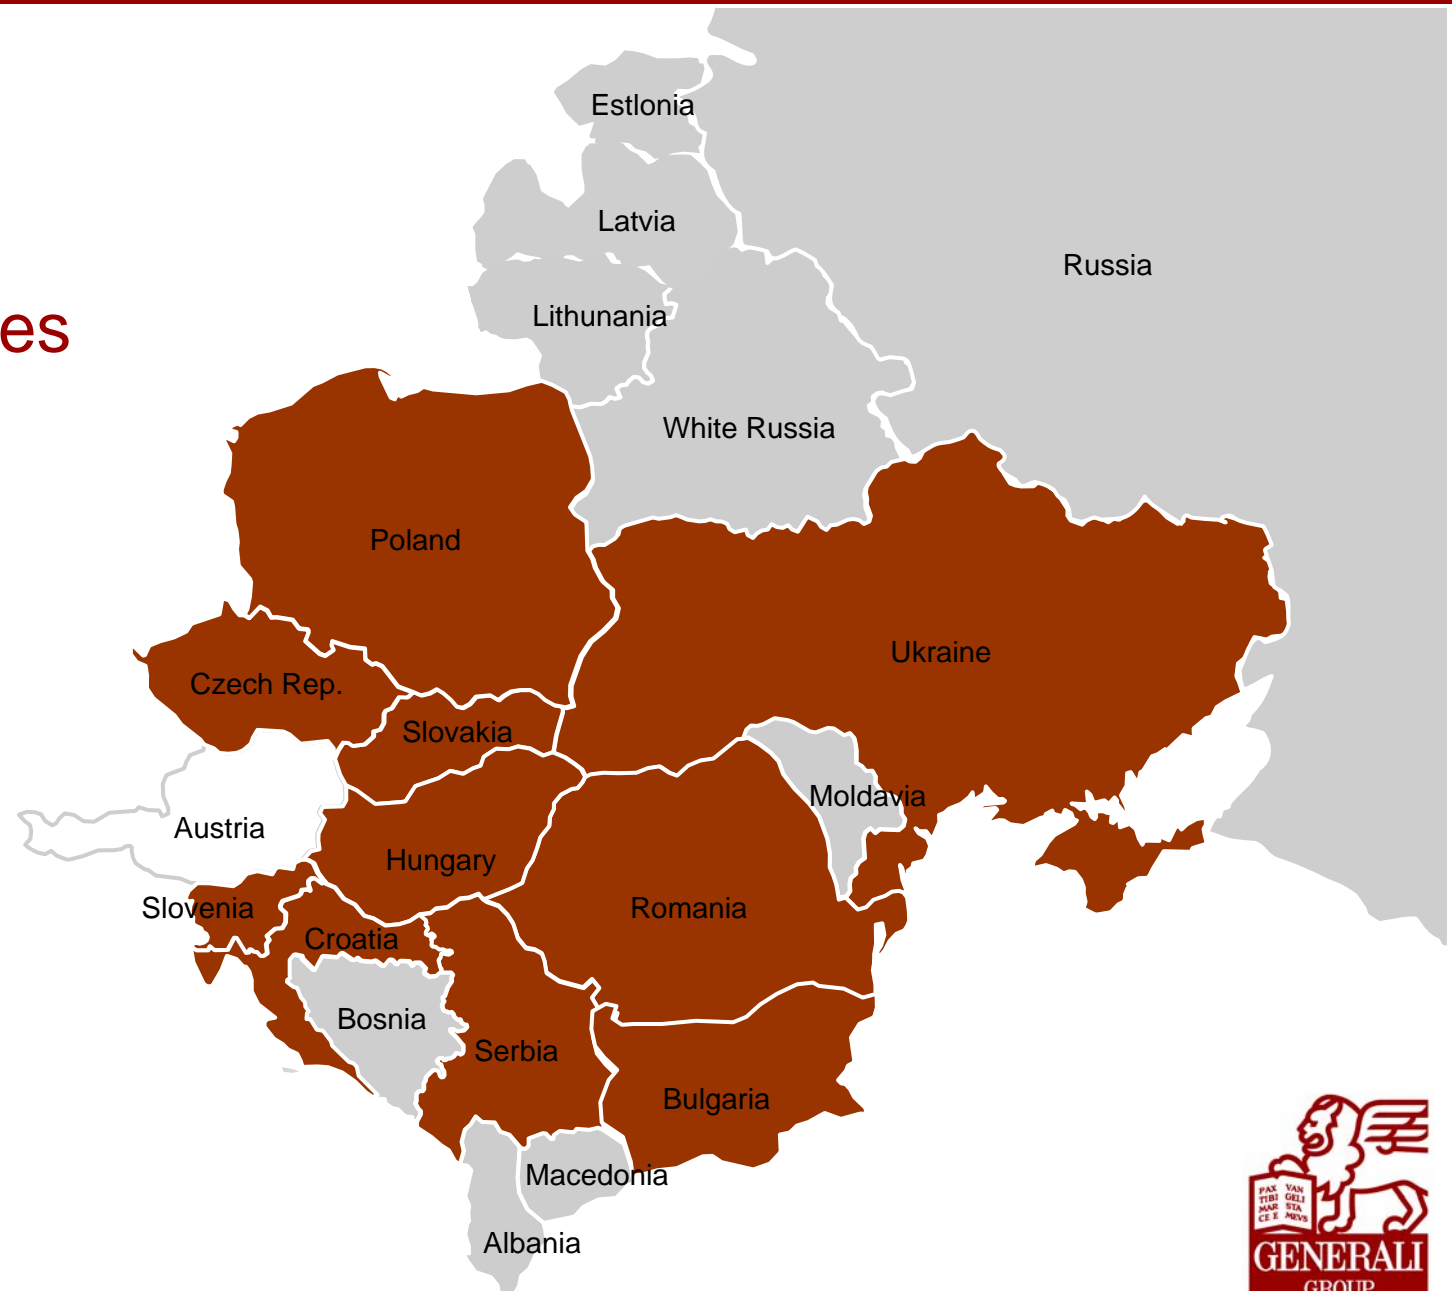 Estlonia
Latvia
Russia
Lithunania
es
White Russia
Poland
Ukraine
Czech Rep.
Slovakia
Moldavia
Austria
Hungary
Slovenia
Romania
Croatia
Bosnia
Serbia
Bulgaria
Macedonia
Albania
PAX VAN
TIBI GELI
MAR STA
CE E MEVS
GENERALI
GROUP